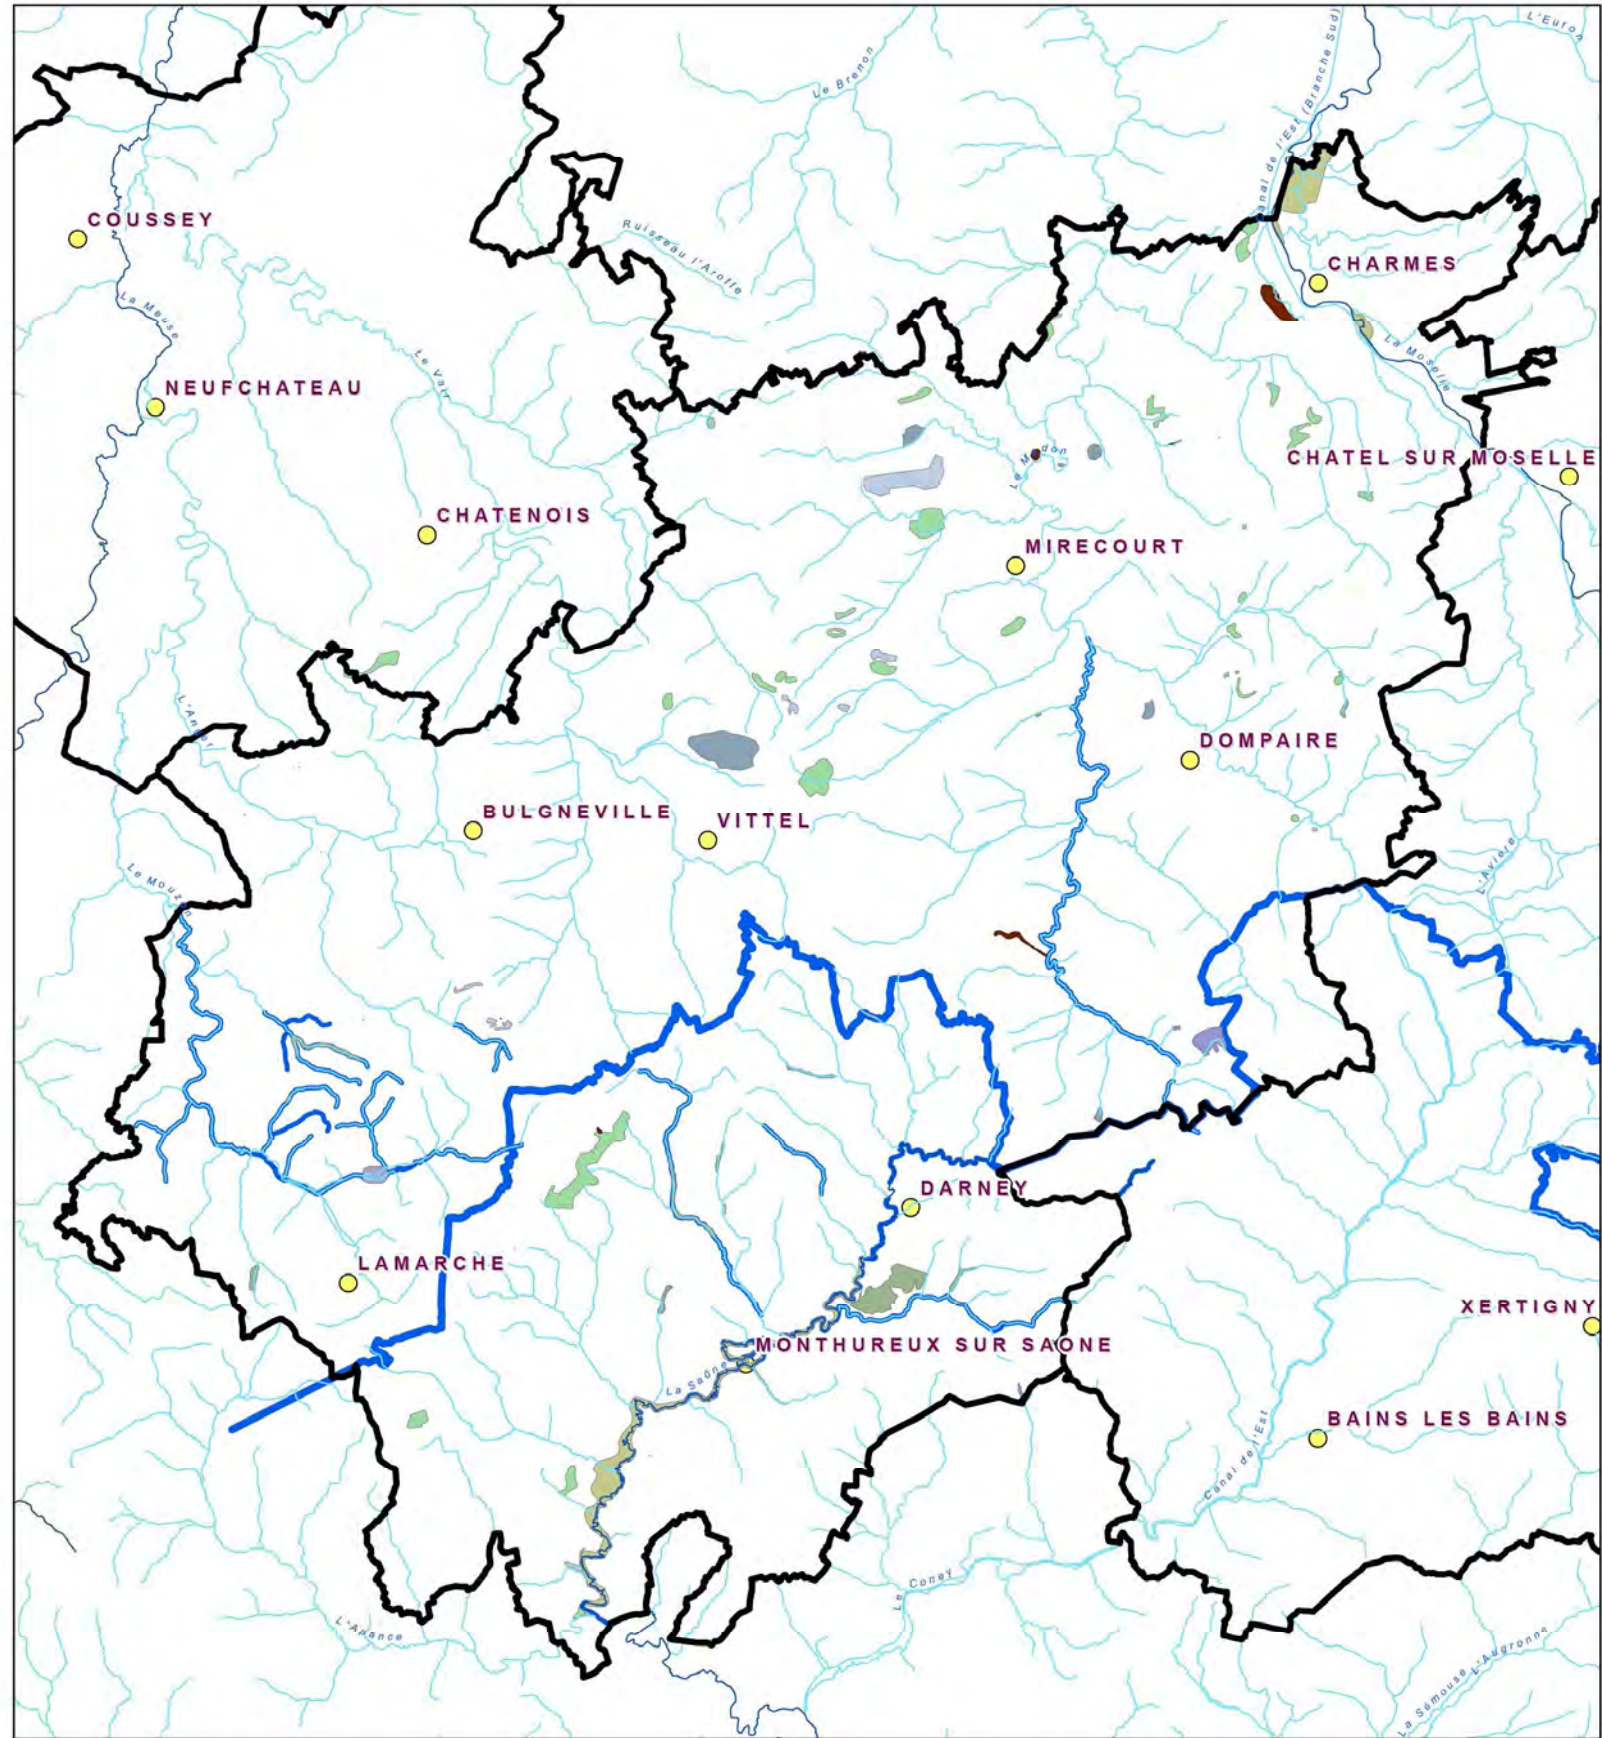 L'Euron
Le Brenon
Canal de l'Est (Branche Sud)
COUSSEY
Ruisseau l'Aroffe
CHARMES
La Meuse
La Moselle
Le Vair
NEUFCHATEAU
Le Madon
CHATEL SUR MOSELLE
CHATENOIS
MIRECOURT
L'Anger
DOMPAIRE
BULGNEVILLE
VITTEL
L'Avière
Le Mouzon
DARNEY
LAMARCHE
XERTIGNY
MONTHUREUX SUR SAONE
La Saône
BAINS LES BAINS
Canal de l'Est
Le Coney
L'Apance
L'Augronne
La Sémouse